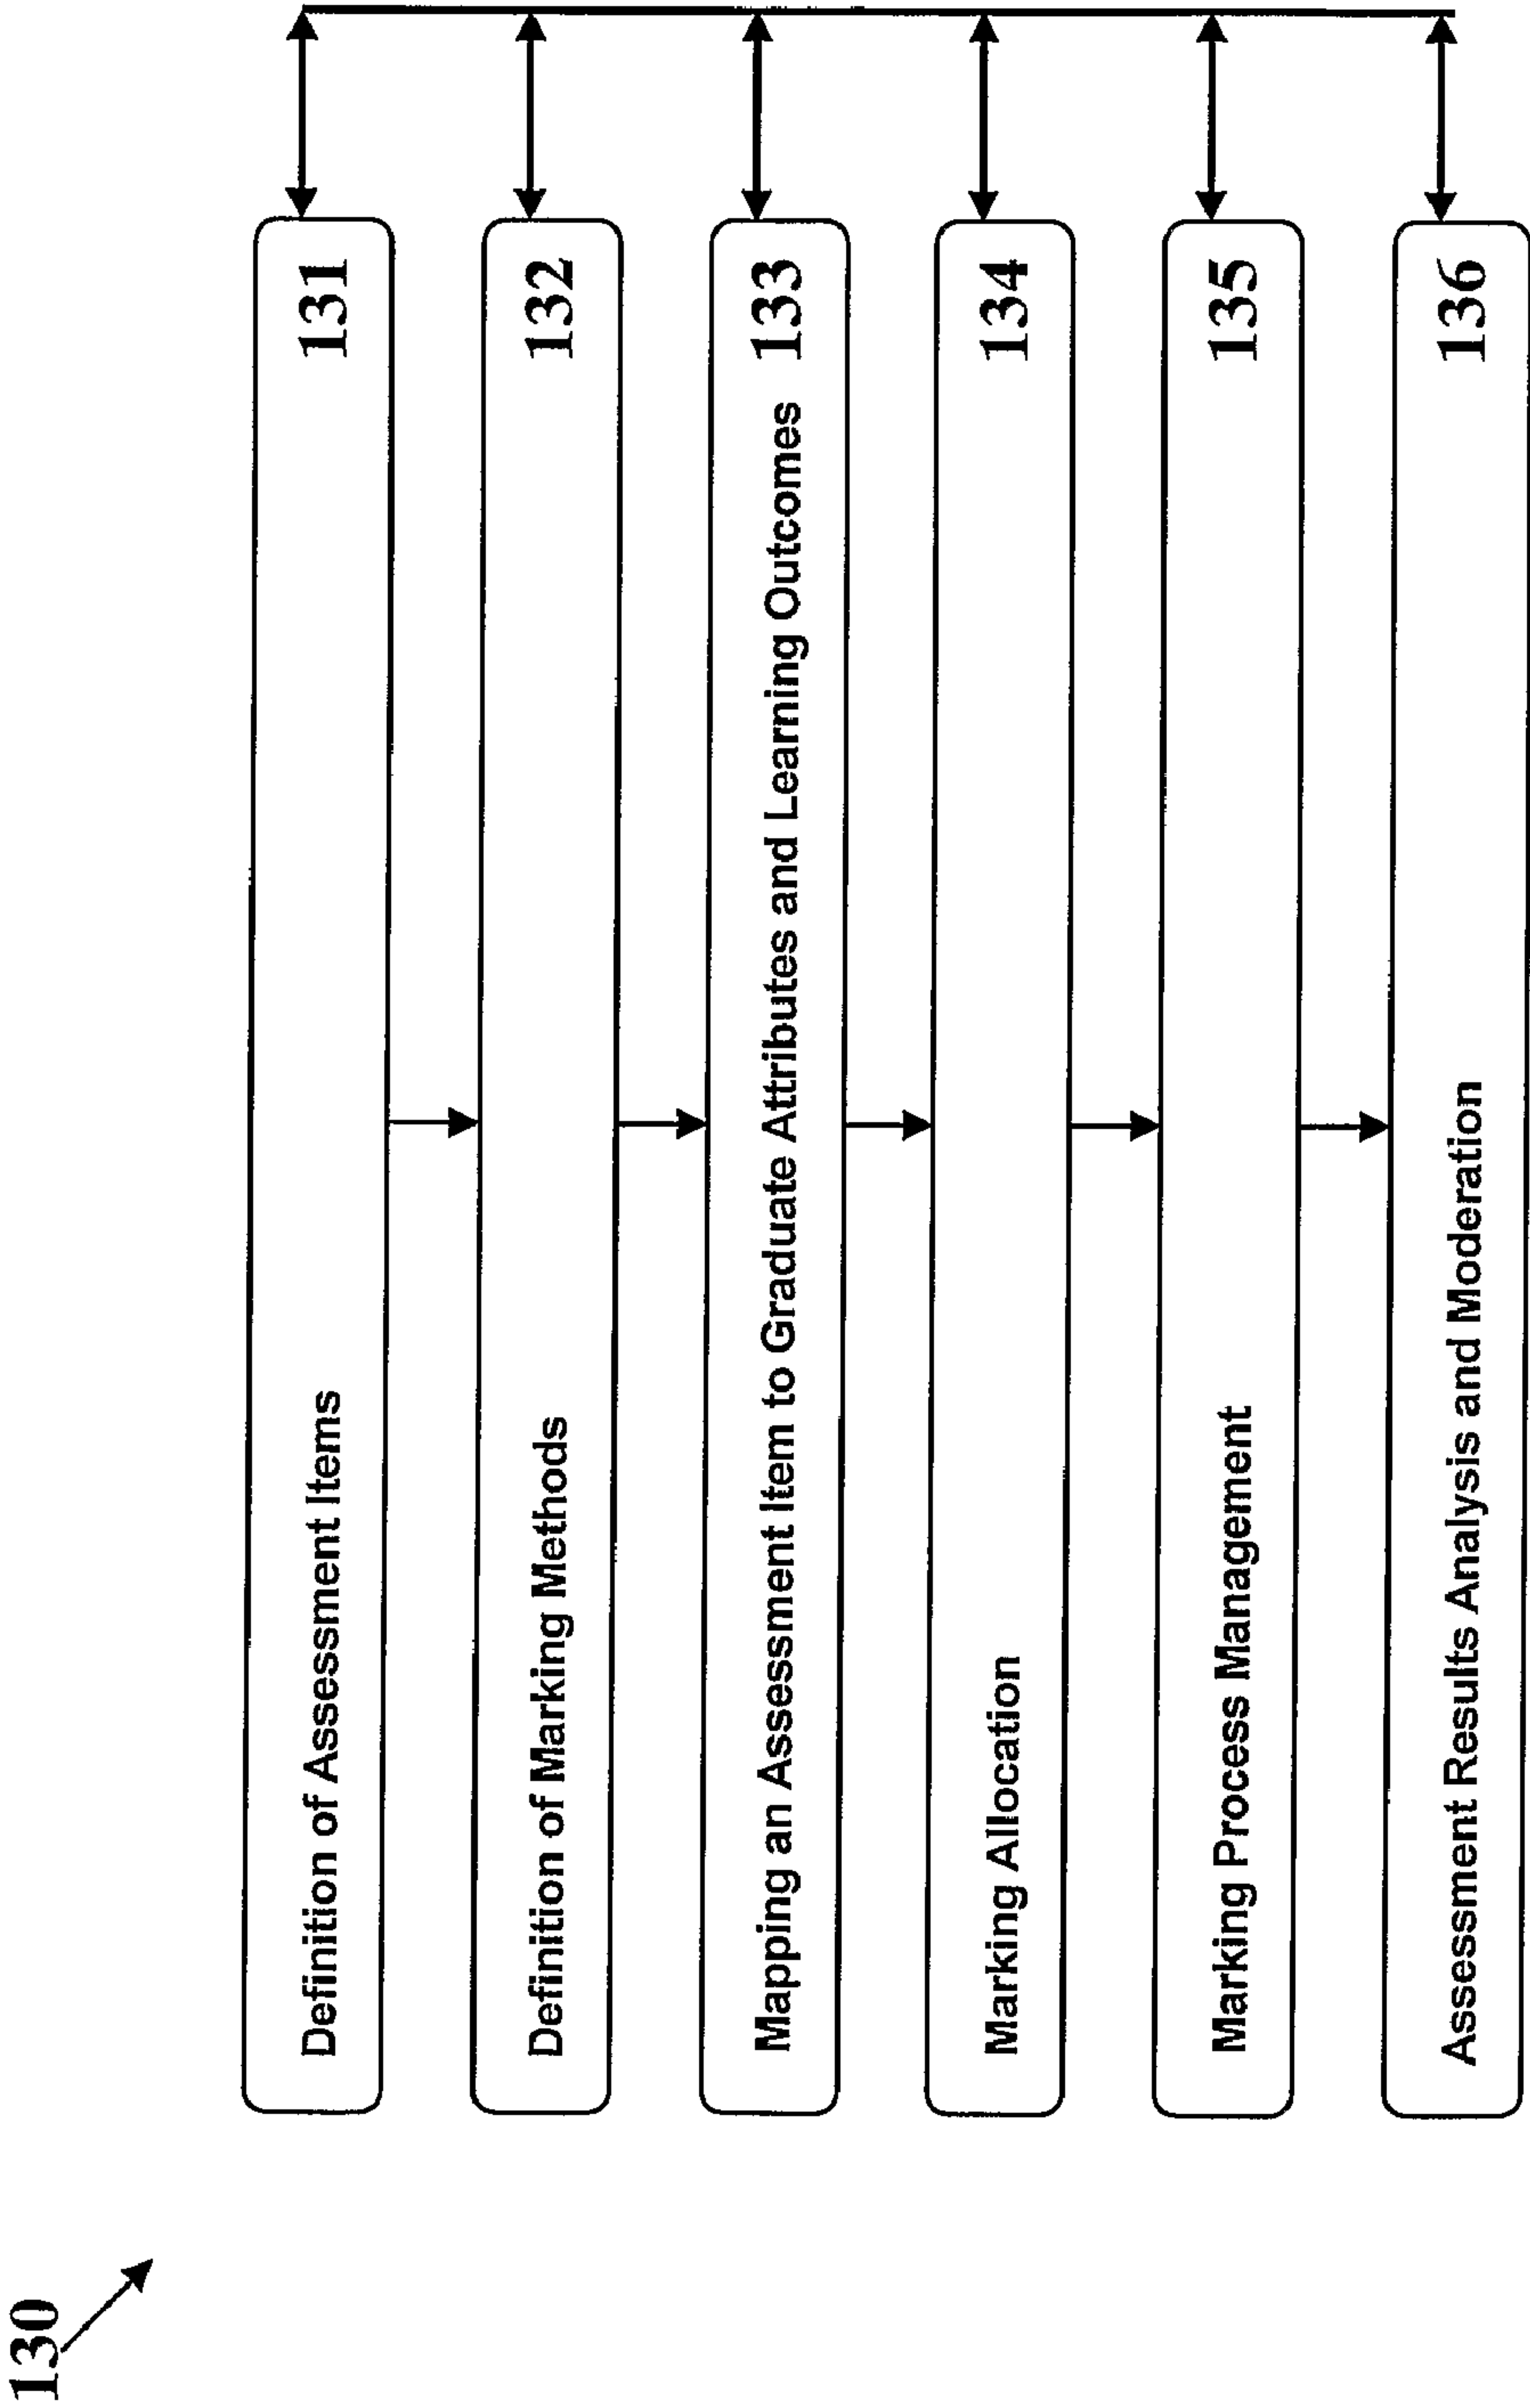 130
Definition of Assessment Items 131
Definition of Marking Methods 132
Mapping an Assessment Item to Graduate Attributes and Learning Outcomes 133
Marking Allocation 134
Marking Process Management 135
Assessment Results Analysis and Moderation 136